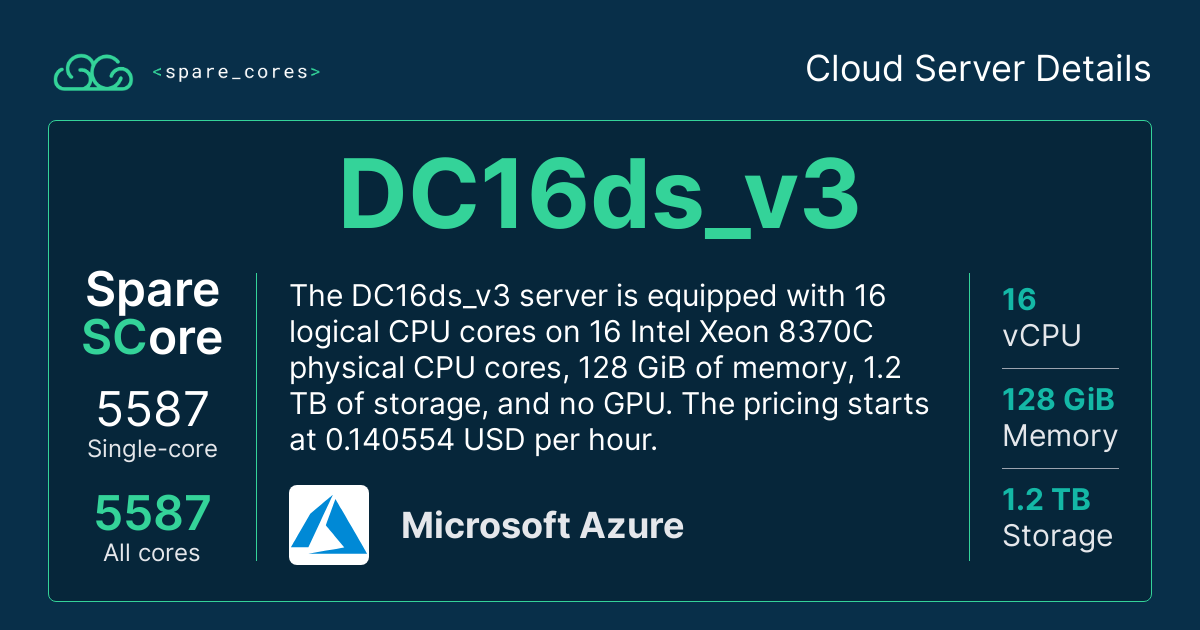 <spare_cores>
Cloud Server Details
DC16ds_v3
Spare
SCore
5587
Single-core
5587
All cores
The DC16ds_v3 server is equipped with 16
logical CPU cores on 16 Intel Xeon 8370C
physical CPU cores, 128 GiB of memory, 1.2
TB of storage, and no GPU. The pricing starts
at 0.140554 USD per hour.
Microsoft Azure
16
vCPU
128 GiB
Memory
1.2 TB
Storage